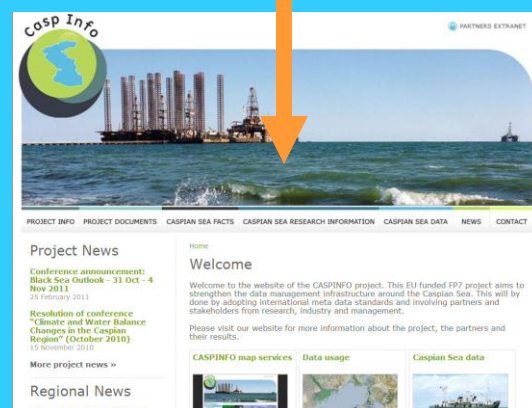 Casp Info
PARTNERS EXTRANET
PROJECT INFO PROJECT DOCUMENTS CASPIAN SEA FACTS CASPIAN SEA RESEARCH INFORMATION CASPIAN SEA DATA NEWS CONTACT
Project News
Conference announcement:
Black Sea Outlook - 31 Oct - 4
Nov 2011
25 February 2011
Resolution of conference
"Climate and Water Balance
Changes in the Caspian
Region" (October 2010)
15 November 2010
More project news »
Regional News
Home
Welcome
Welcome to the website of the CASPINFO project. This EU funded FP7 project aims to
strengthen the data management infrastructure around the Caspian Sea. This will by
done by adopting international meta data standards and involving partners and
stakeholders from research, industry and management.
Please visit our website for more information about the project, the partners and
their results.
CASPINFO map services
Data usage
Caspian Sea data